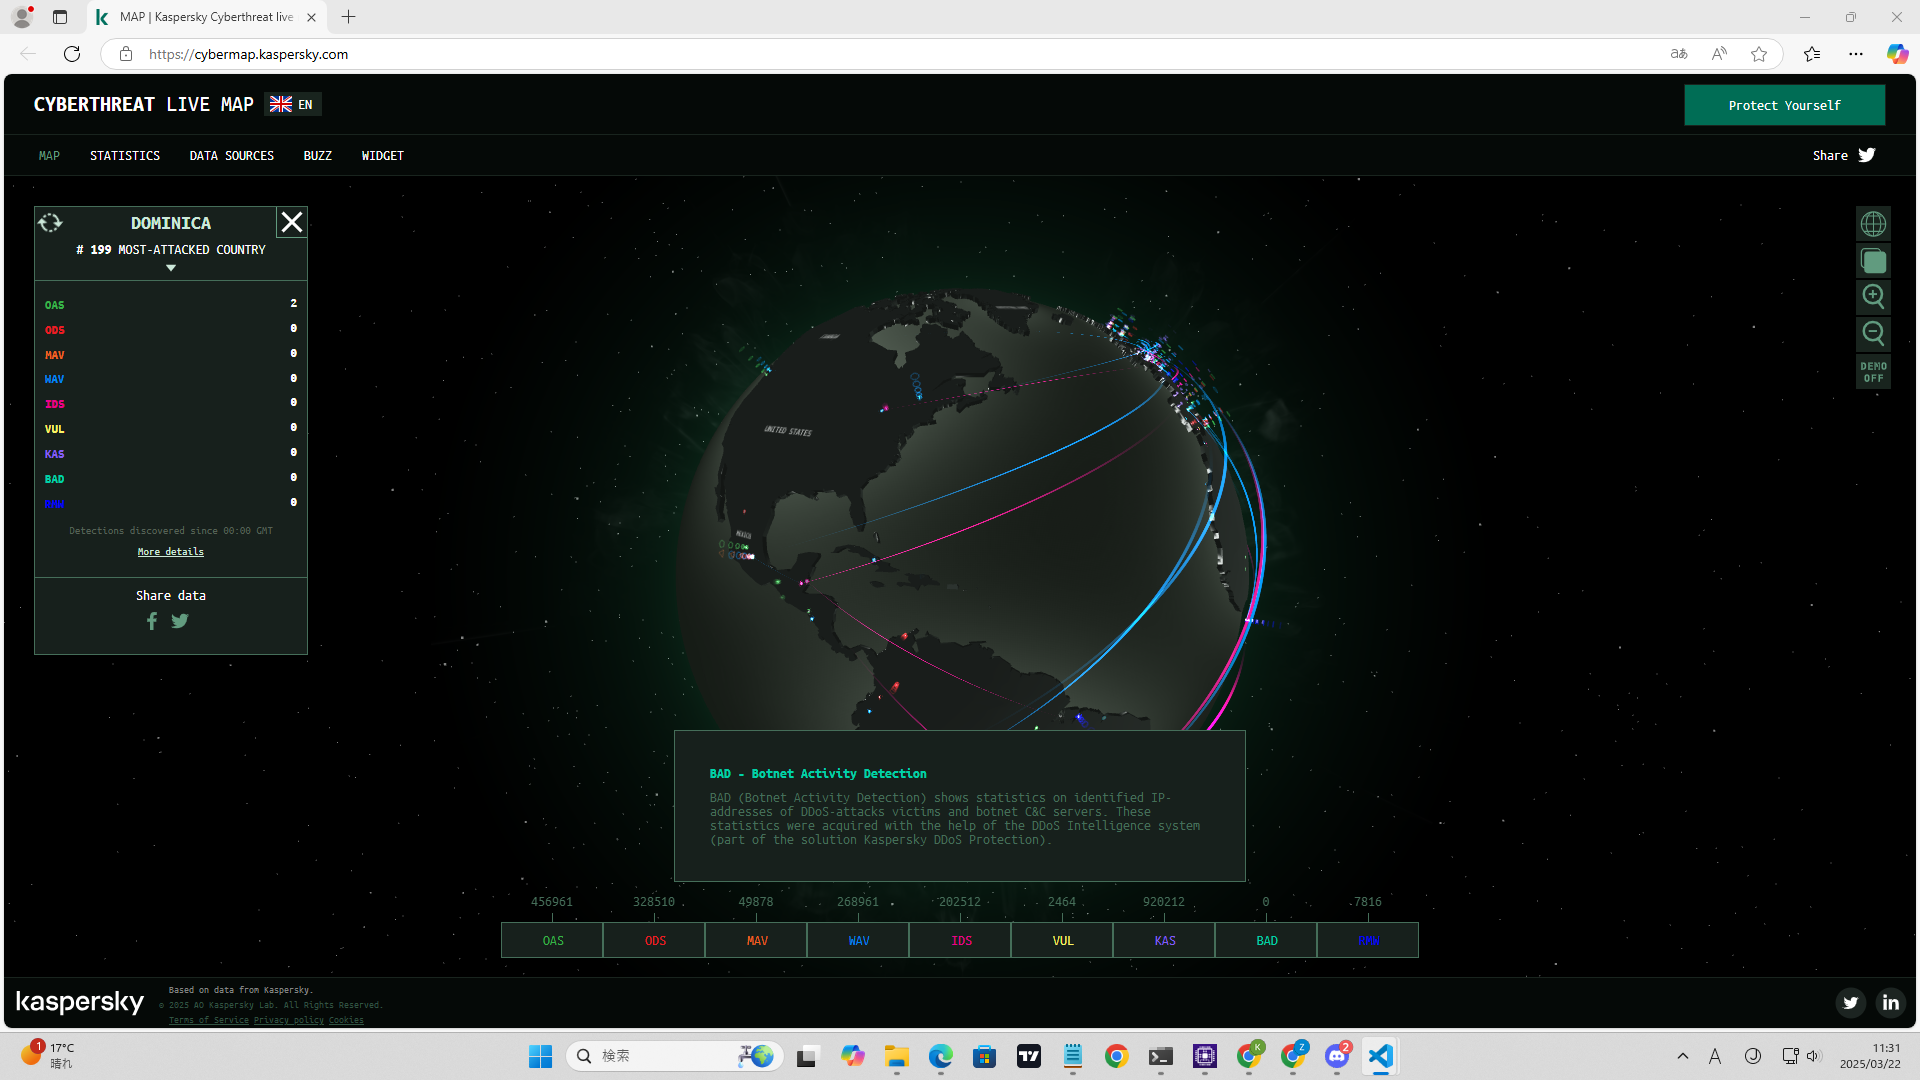 MAP | Kaspersky Cyberthreat live
https://cybermap.kaspersky.com
CYBERTHREAT LIVE MAP EN
Protect Yourself
MAP STATISTICS DATA SOURCES BUZZ WIDGET
Share
DOMINICA
# 199 MOST-ATTACKED COUNTRY
OAS 2
ODS 0
MAV 0
WAV 0
IDS 0
VUL 0
KAS 0
BAD 0
RMW 0
Detections discovered since 00:00 GMT
More details
Share data
DEMO
OFF
UNITED STATES
MEXICO
BAD - Botnet Activity Detection
BAD (Botnet Activity Detection) shows statistics on identified IP-
addresses of DDoS-attacks victims and botnet C&C servers. These
statistics were acquired with the help of the DDoS Intelligence system
(part of the solution Kaspersky DDoS Protection).
456961 328510 49878 268961 202512 2464 920212 0 7816
OAS ODS MAV WAV IDS VUL KAS BAD RMW
kaspersky
Based on data from Kaspersky.
© 2025 AO Kaspersky Lab. All Rights Reserved.
Terms of Service Privacy policy Cookies
1
17°C
晴れ
検索
K
Z
2
A
11:31
2025/03/22